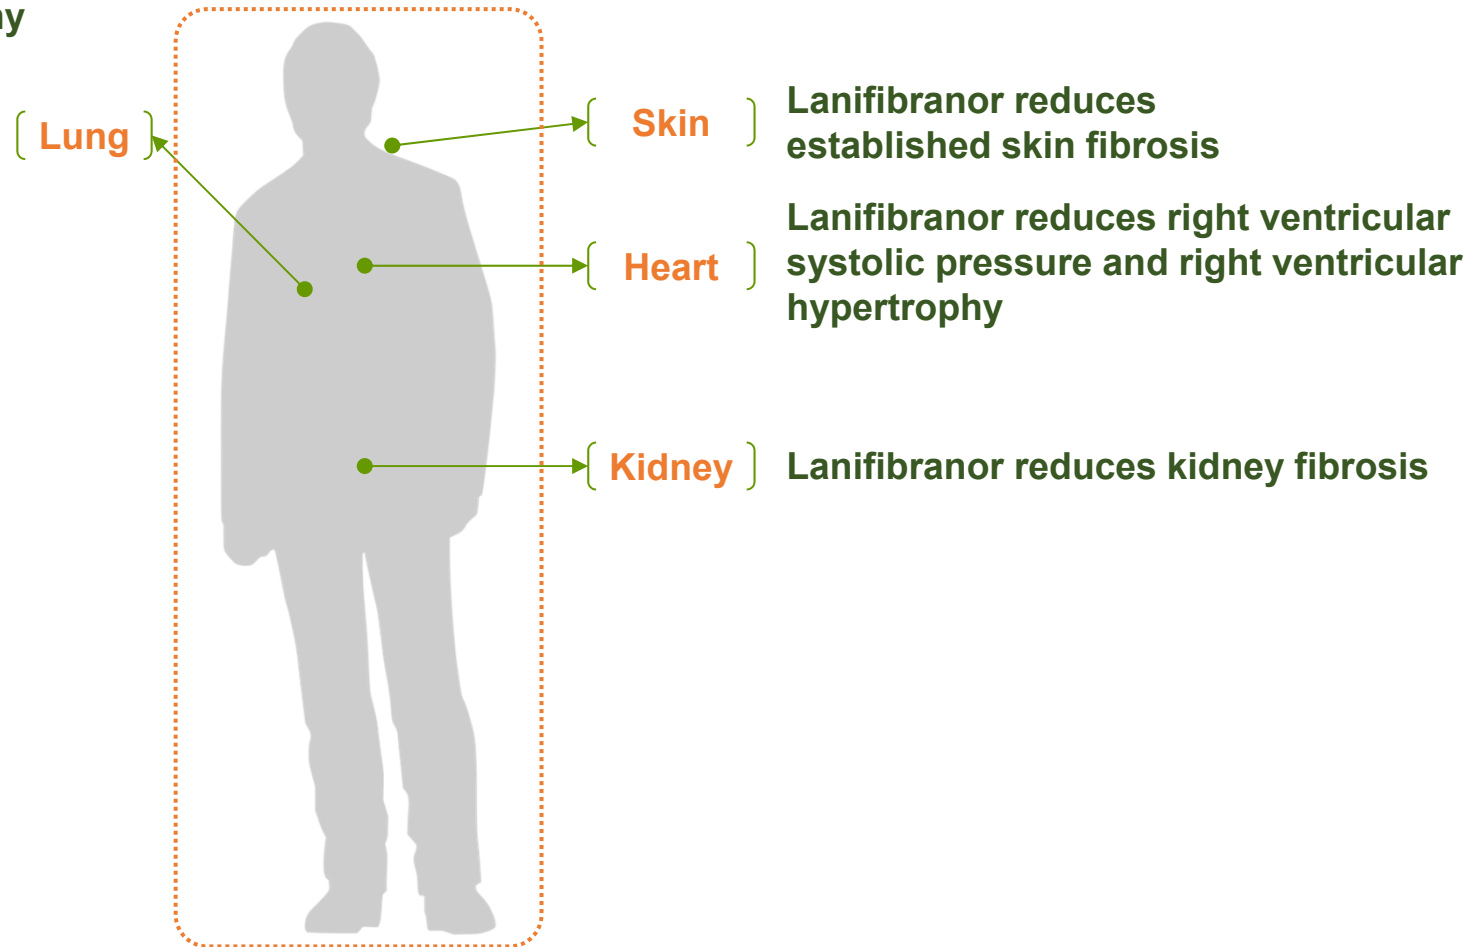 Lung
Skin
Lanifibranor reduces
established skin fibrosis
Heart
Lanifibranor reduces right ventricular
systolic pressure and right ventricular
hypertrophy
Kidney
Lanifibranor reduces kidney fibrosis